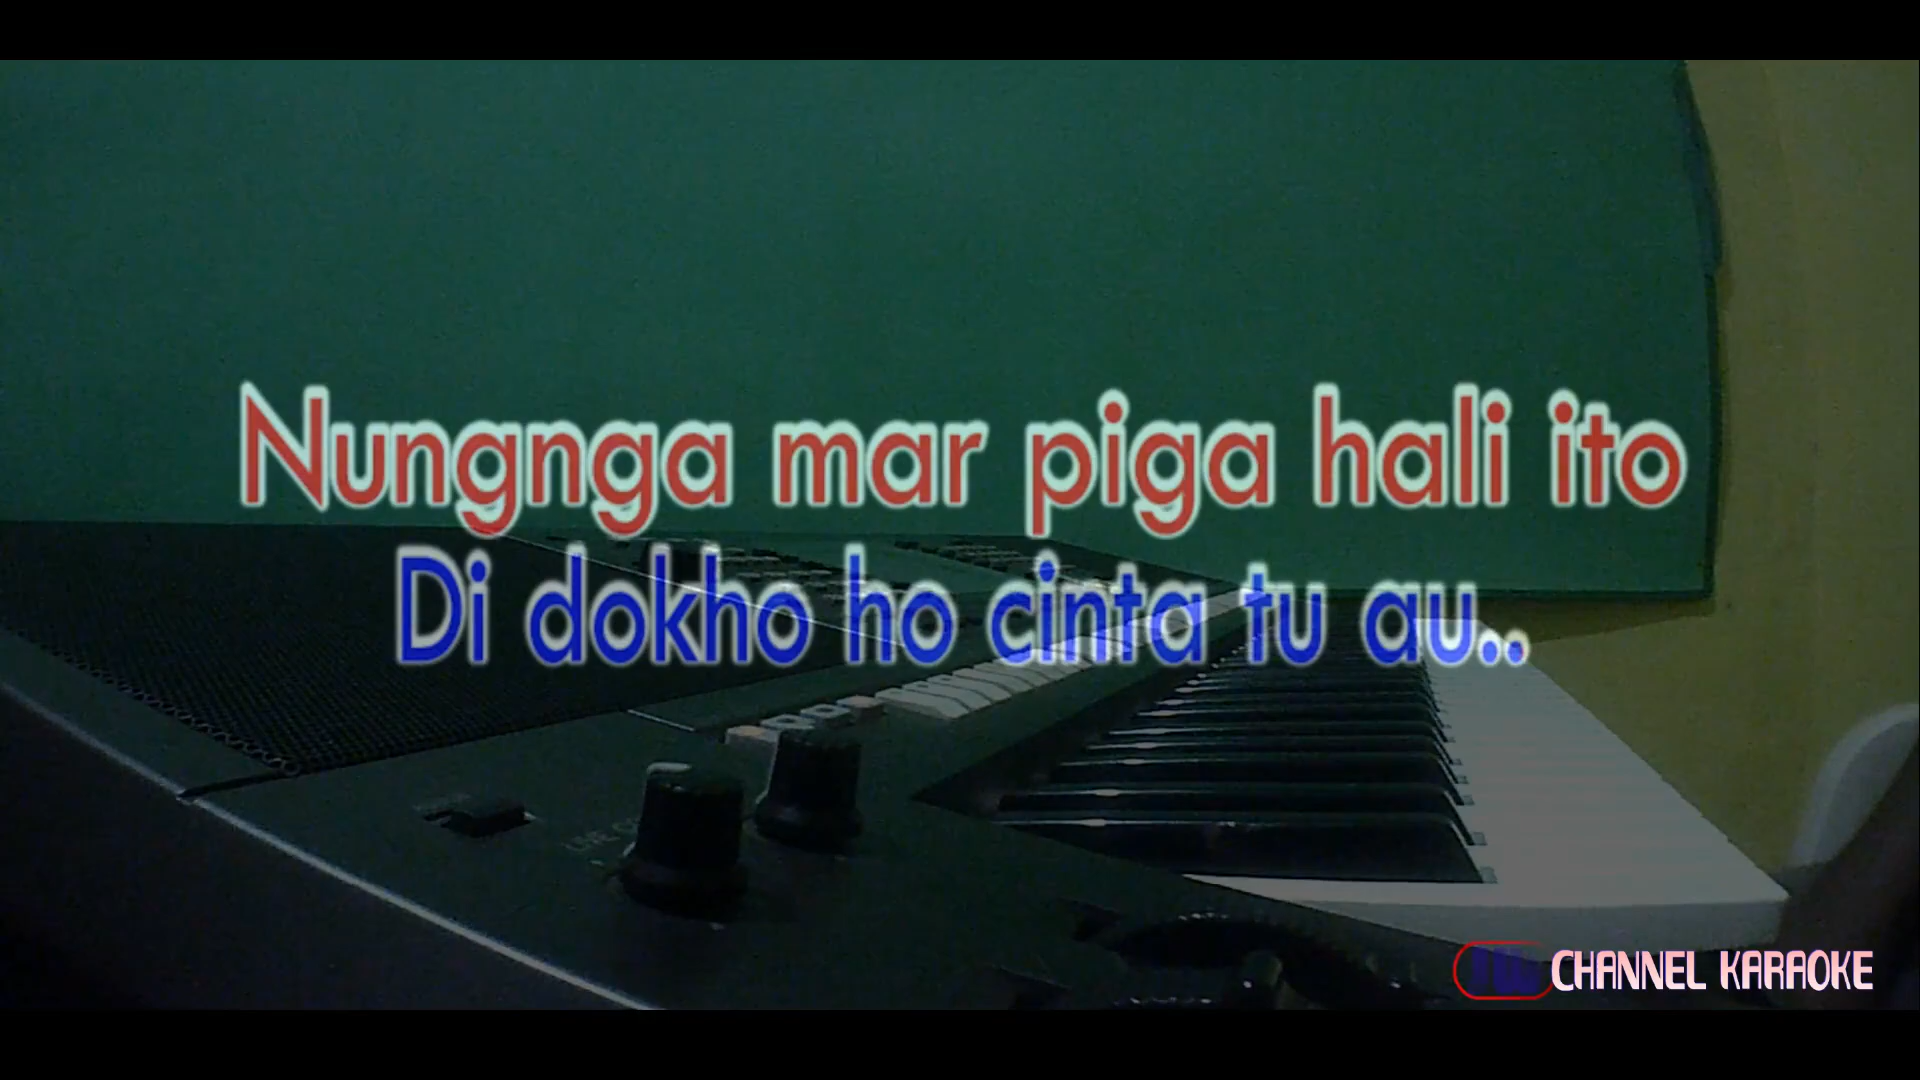 Nungnga mar piga hali ito
Di dokho ho cinta tu au..
CHANNEL KARAOKE